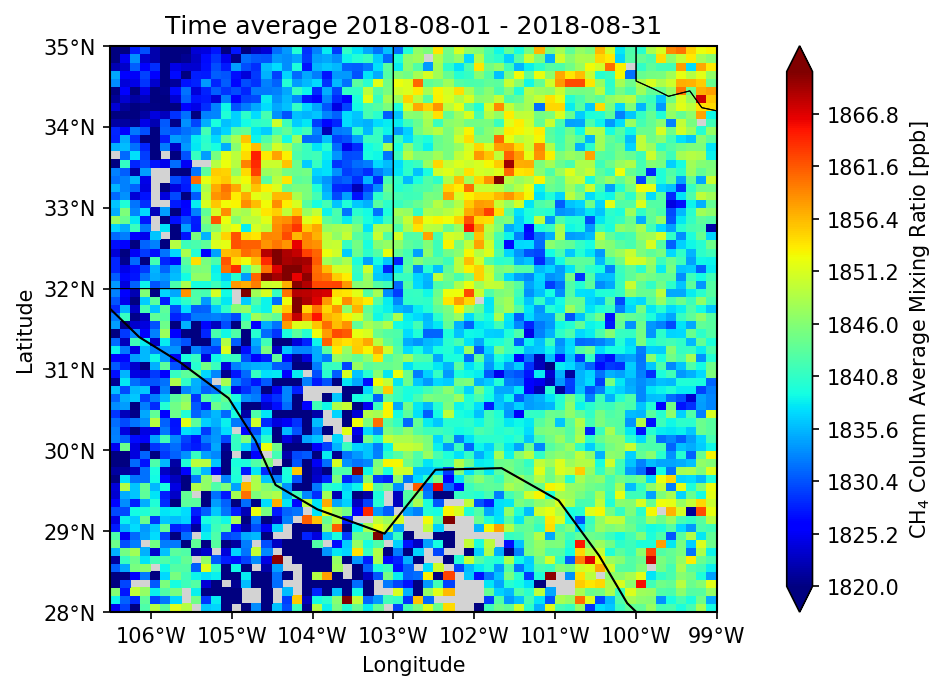 Time average 2018-08-01 - 2018-08-31
35°N
34°N
33°N
32°N
31°N
30°N
29°N
28°N
Latitude
106°W 105°W 104°W 103°W 102°W 101°W 100°W 99°W
Longitude
1866.8
1861.6
1856.4
1851.2
1846.0
1840.8
1835.6
1830.4
1825.2
1820.0
CH₄ Column Average Mixing Ratio [ppb]